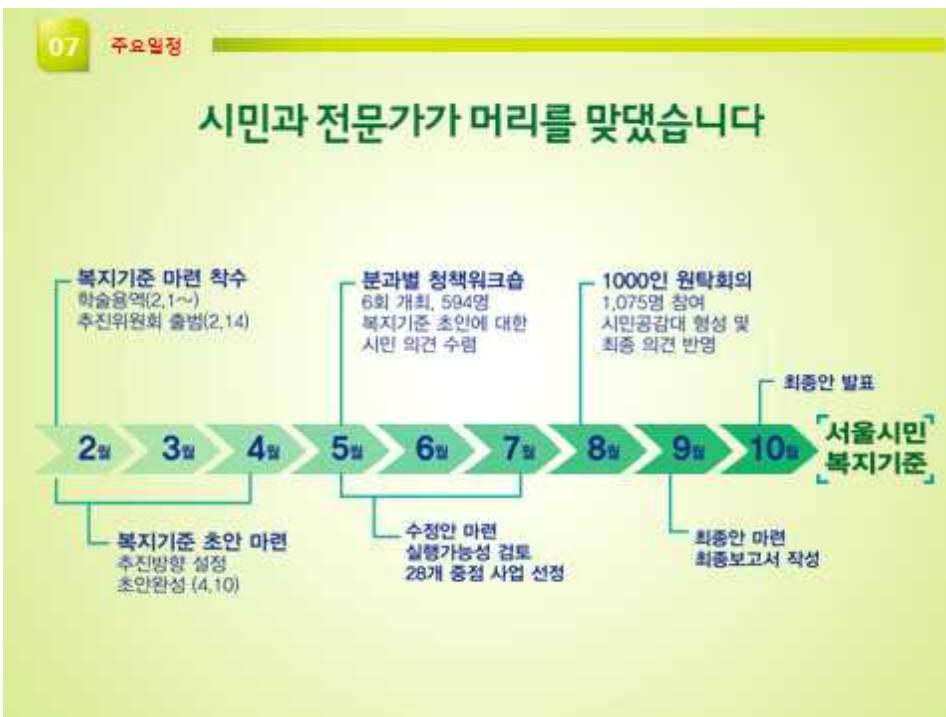 07 주요일정
시민과 전문가가 머리를 맞댔습니다
복지기준 마련 착수
학술용역(2,1~)
추진위원회 출범(2,14)
분과별 청책워크숍
6회 개최, 594명
복지기준 초안에 대한
시민 의견 수렴
1000인 원탁회의
1,075명 참여
시민공감대 형성 및
최종 의견 반영
최종안 발표
2월 3월 4월 5월 6월 7월 8월 9월 10월
서울시민
복지기준
복지기준 초안 마련
추진방향 설정
초안완성 (4,10)
수정안 마련
실행가능성 검토
28개 중점 사업 선정
최종안 마련
최종보고서 작성